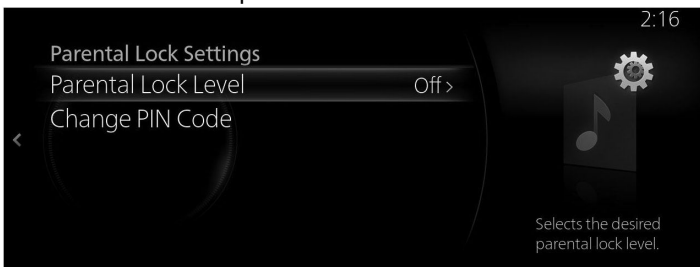 2:16
Parental Lock Settings
Parental Lock Level Off >
Change PIN Code
<
Selects the desired
parental lock level.